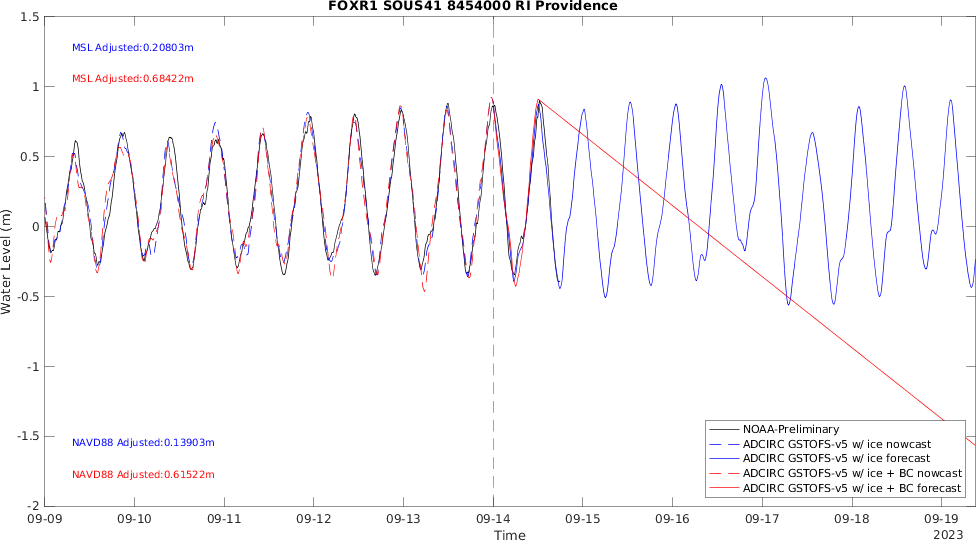 FOXR1 SOUS41 8454000 RI Providence
1.5
1
0.5
0
-0.5
-1
-1.5
-2
Water Level (m)
MSL Adjusted:0.20803m
MSL Adjusted:0.68422m
NAVD88 Adjusted:0.13903m
NAVD88 Adjusted:0.61522m
NOAA-Preliminary
ADCIRC GSTOFS-v5 w/ ice nowcast
ADCIRC GSTOFS-v5 w/ ice forecast
ADCIRC GSTOFS-v5 w/ ice + BC nowcast
ADCIRC GSTOFS-v5 w/ ice + BC forecast
09-09 09-10 09-11 09-12 09-13 09-14 09-15 09-16 09-17 09-18 09-19
Time
2023